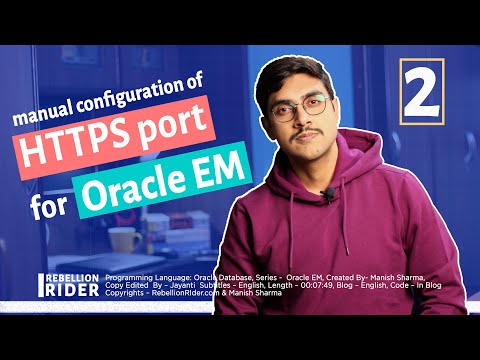 2
manual configuration of
HTTPS port
for Oracle EM
REBELLION
RIDER
Programming Language: Oracle Database, Series - Oracle EM, Created By- Manish Sharma,
Copy Edited By - Jayanti Subtitles - English, Length - 00:07:49, Blog - English, Code - In Blog
Copyrights - RebellionRider.com & Manish Sharma